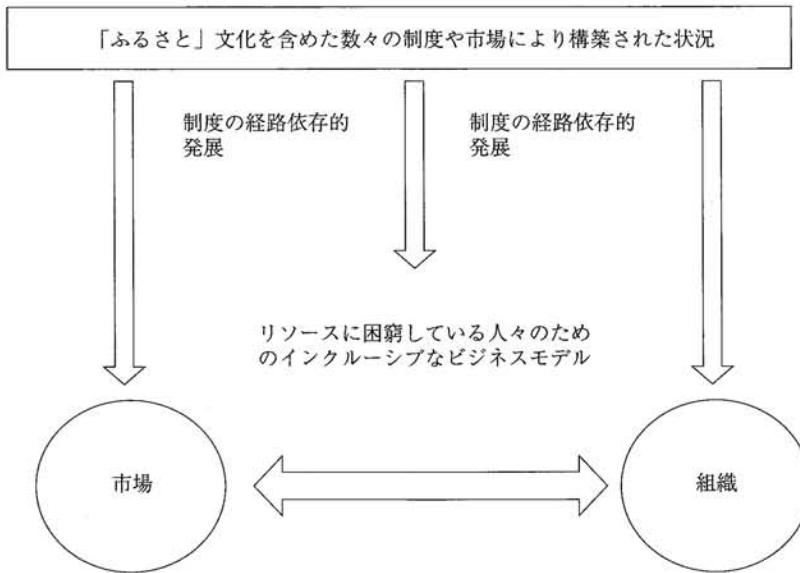 「ふるさと」文化を含めた数々の制度や市場により構築された状況
制度の経路依存的
発展
制度の経路依存的
発展
リソースに困窮している人々のため
のインクルーシブなビジネスモデル
市場
組織